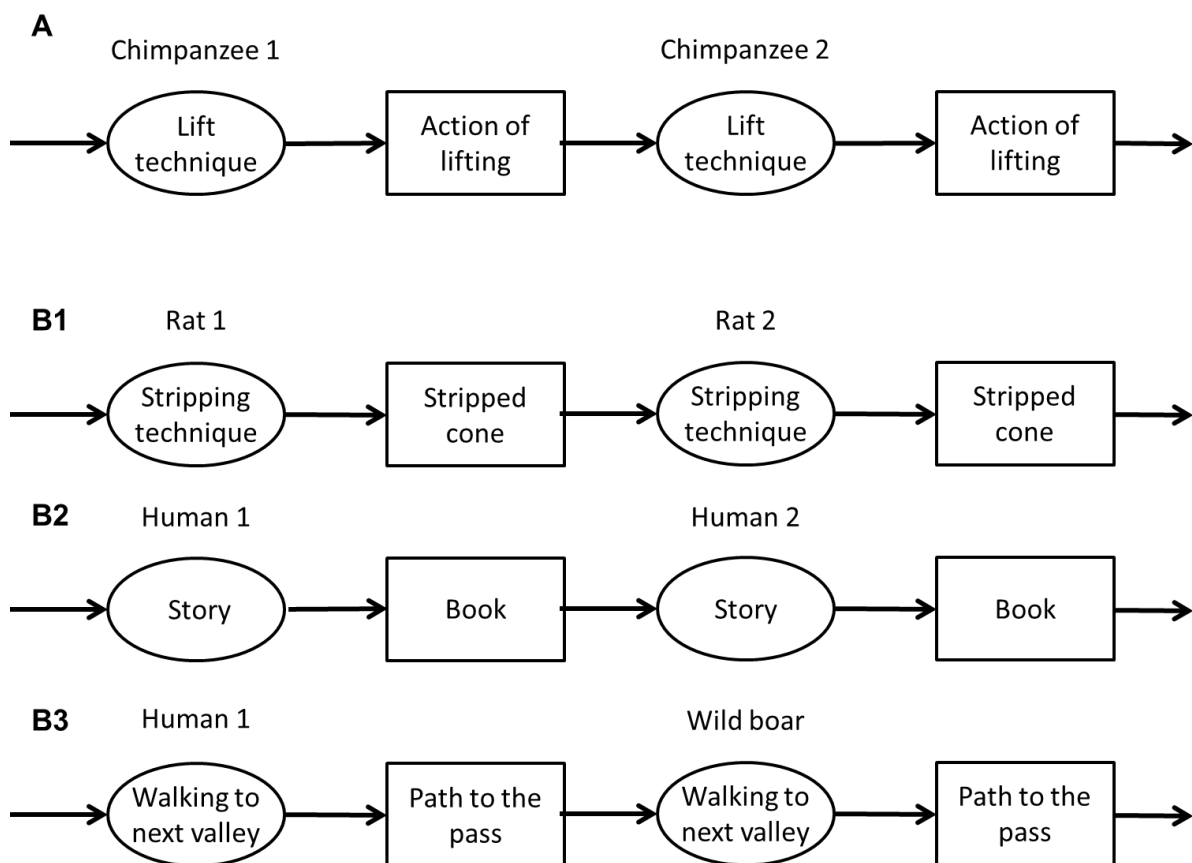 A
Chimpanzee 1
Chimpanzee 2
Lift
technique
Action of
lifting
Lift
technique
Action of
lifting
B1
Rat 1
Rat 2
Stripping
technique
Stripped
cone
Stripping
technique
Stripped
cone
B2
Human 1
Human 2
Story
Book
Story
Book
B3
Human 1
Wild boar
Walking to
next valley
Path to the
pass
Walking to
next valley
Path to the
pass